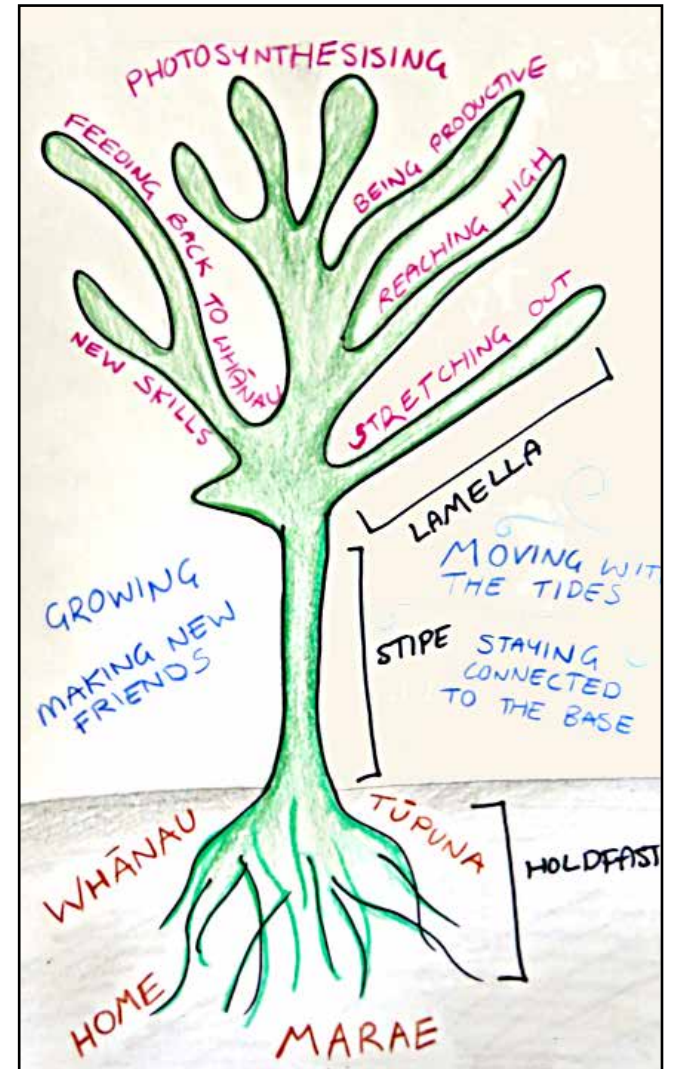 PHOTOSYNTHESISING
FEEDING BACK TO WHĀNAU
BEING PRODUCTIVE
REACHING HIGH
NEW SKILLS
STRETCHING OUT
LAMELLA
MOVING WIT
THE TIDES
GROWING
MAKING NEW
FRIENDS
STIPE
STAYING
CONNECTED
TO THE BASE
WHĀNAU
TŪPUNA
HOLDFAST
HOME
MARAE